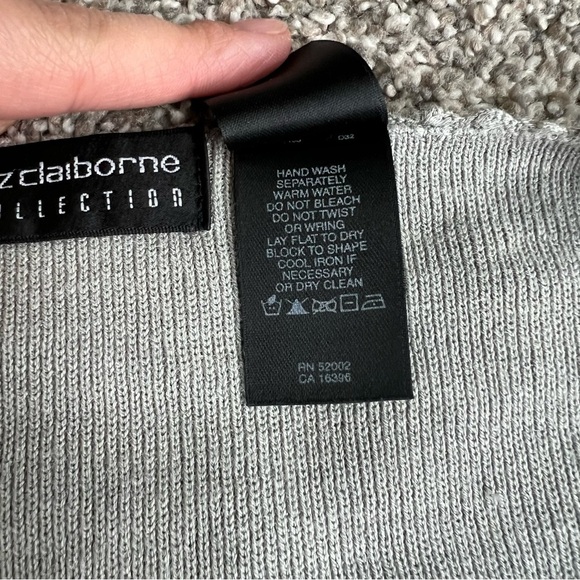 z claiborne
LLECTION
032
HAND WASH
SEPARATELY
WARM WATER
DO NOT BLEACH
DO NOT TWIST
OR WRING
LAY FLAT TO DRY
BLOCK TO SHAPE
COOL IRON IF
NECESSARY
OR DRY CLEAN
RN 52002
CA 16396